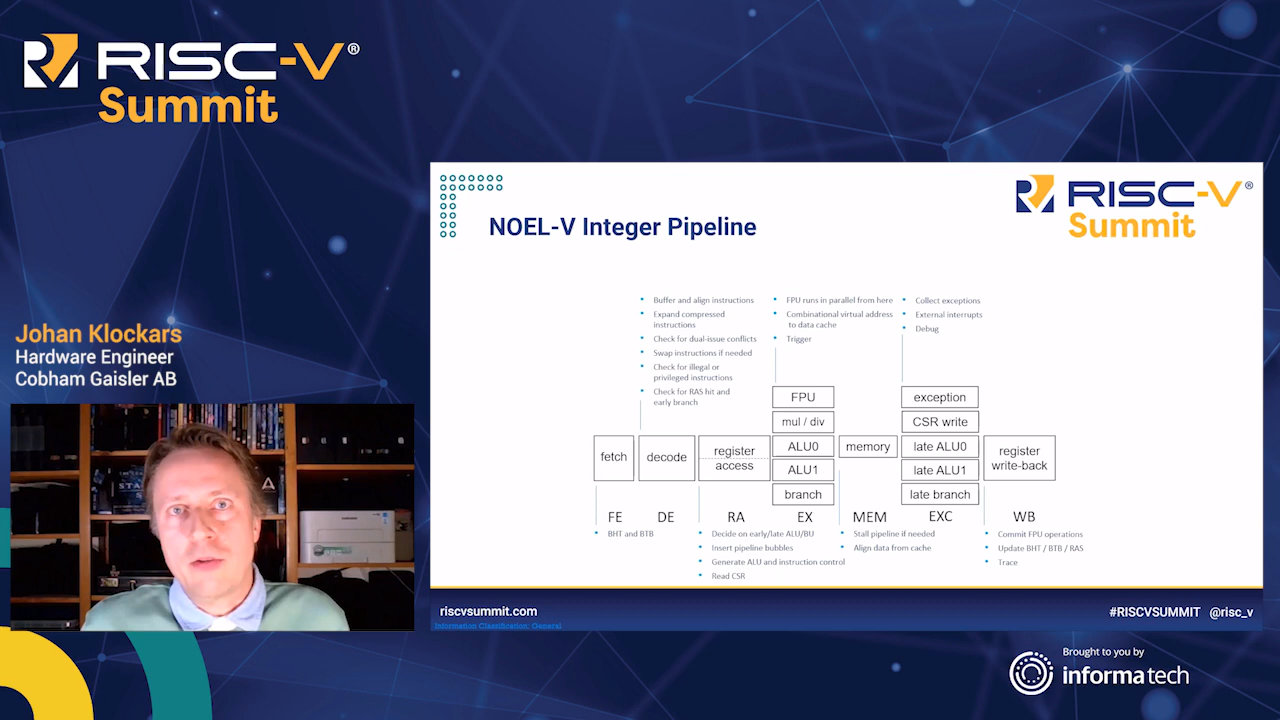 RISC-V®
Summit
RISC-V®
Summit
NOEL-V Integer Pipeline
Buffer and align instructions
Expand compressed
instructions
Check for dual-issue conflicts
Swap instructions if needed
Check for illegal or
privileged instructions
Check for RAS hit and
early branch
FPU runs in parallel from here
Combinational virtual address
to data cache
Trigger
Collect exceptions
External interrupts
Debug
Johan Klockars
Hardware Engineer
Cobham Gaisler AB
fetch
decode
register
access
FPU
mul / div
ALU0
ALU1
branch
memory
exception
CSR write
late ALU0
late ALU1
late branch
register
write-back
FE DE RA EX MEM EXC WB
BHT and BTB
Decide on early/late ALU/BU
Insert pipeline bubbles
Generate ALU and instruction control
Read CSR
Stall pipeline if needed
Align data from cache
Commit FPU operations
Update BHT / BTB / RAS
Trace
riscvsummit.com
#RISCVSUMMIT @risc_v
Information Classification: General
Brought to you by
informa tech